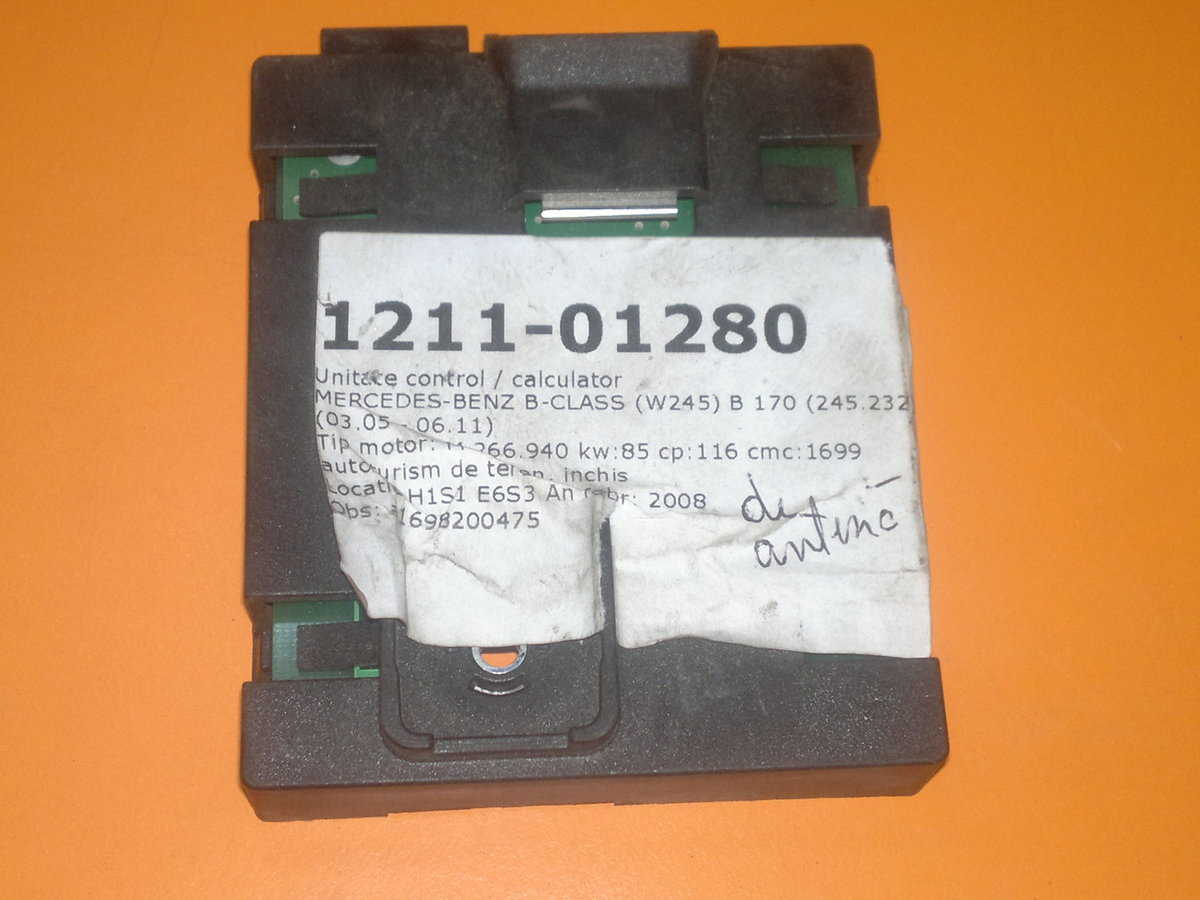 1211-01280
Unitate control / calculator
MERCEDES-BENZ B-CLASS (W245) B 170 (245.232
(03.05 - 06.11)
Tip motor: M 266.940 kw:85 cp:116 cmc:1699
autoturism de teren, inchis
Locati H1S1 E6S3 An fabr: 2008
Obs: 1698200475
de
antenă